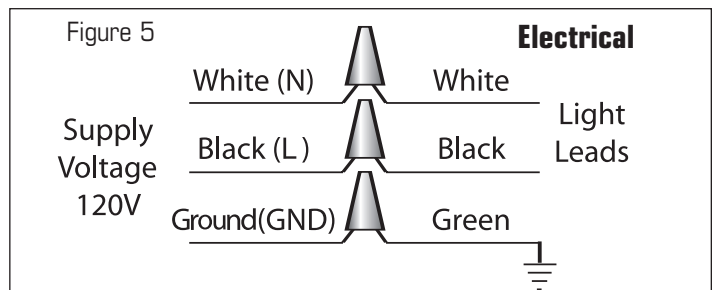 Figure 5
Electrical
White (N)
White
Supply
Voltage
120V
Black (L)
Black
Light
Leads
Ground(GND)
Green